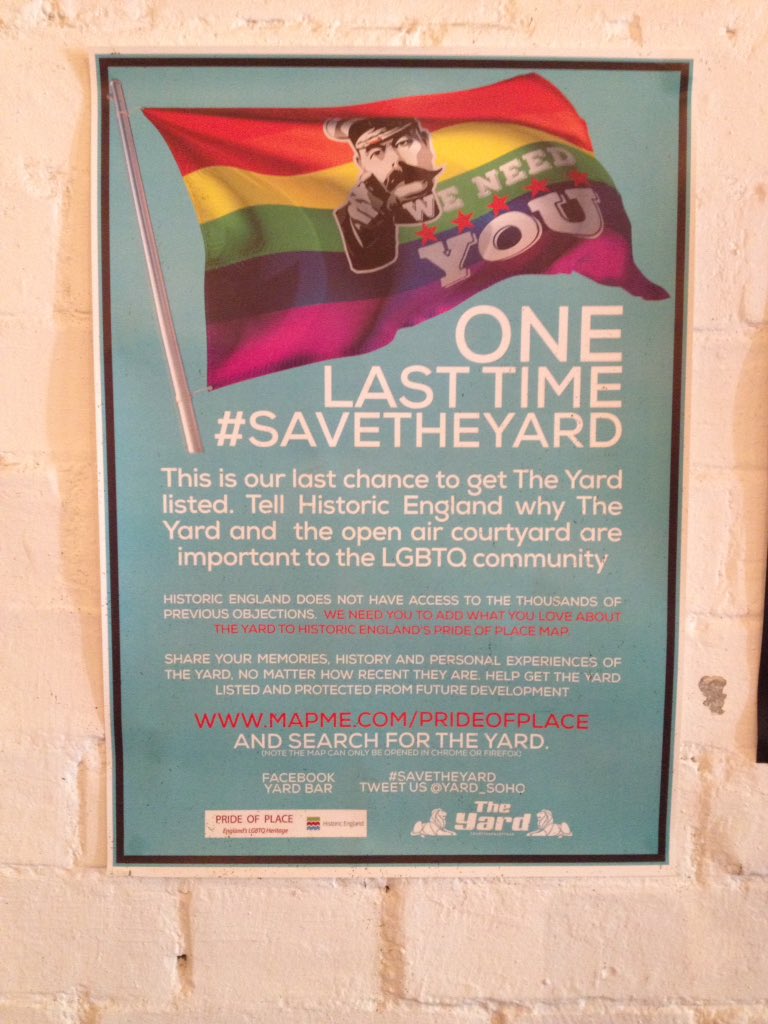 WE NEED
YOU
ONE
LAST TIME
#SAVETHEYARD
This is our last chance to get The Yard
listed. Tell Historic England why The
Yard and the open air courtyard are
important to the LGBTQ community
HISTORIC ENGLAND DOES NOT HAVE ACCESS TO THE THOUSANDS OF
PREVIOUS OBJECTIONS. WE NEED YOU TO ADD WHAT YOU LOVE ABOUT
THE YARD TO HISTORIC ENGLAND'S PRIDE OF PLACE MAP.
SHARE YOUR MEMORIES, HISTORY AND PERSONAL EXPERIENCES OF
THE YARD, NO MATTER HOW RECENT THEY ARE. HELP GET THE YARD
LISTED AND PROTECTED FROM FUTURE DEVELOPMENT
WWW.MAPME.COM/PRIDEOFPLACE
AND SEARCH FOR THE YARD.
(NOTE THE MAP CAN ONLY BE OPENED IN CHROME OR FIREFOX)
FACEBOOK
YARD BAR
#SAVETHEYARD
TWEET US @YARD_SOHO
PRIDE OF PLACE
England's LGBTQ Heritage
Historic England
The
Yard